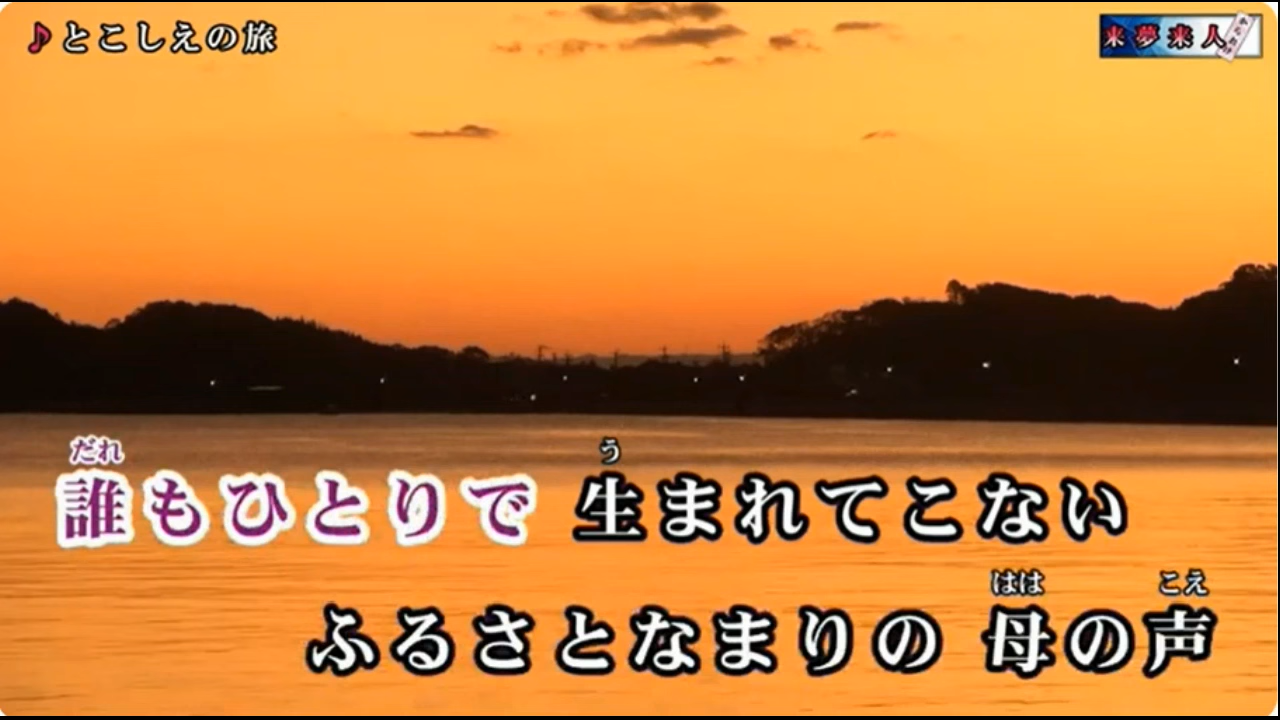 ♪とこしえの旅
来夢来人
だれ う
誰もひとりで 生まれてこない
はは こえ
ふるさとなまりの 母の声